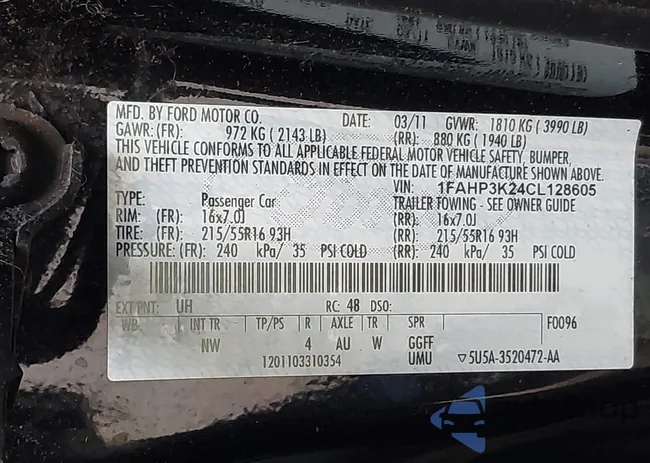 MFD. BY FORD MOTOR CO. DATE: 03/11 GVWR: 1810 KG ( 3990 LB)
GAWR: (FR): 972 KG ( 2143 LB) (RR): 880 KG ( 1940 LB)
THIS VEHICLE CONFORMS TO ALL APPLICABLE FEDERAL MOTOR VEHICLE SAFETY, BUMPER,
AND THEFT PREVENTION STANDARDS IN EFFECT ON THE DATE OF MANUFACTURE SHOWN ABOVE.
VIN: 1FAHP3K24CL128605
TYPE: Passenger Car TRAILER TOWING - SEE OWNER GUIDE
RIM: (FR): 16x7.0J (RR): 16x7.0J
TIRE: (FR): 215/55R16 93H (RR): 215/55R16 93H
PRESSURE: (FR): 240 kPa/ 35 PSI COLD (RR): 240 kPa/ 35 PSI COLD
EXT PNT: UH RC: 48 DSO:
WB INT TR TP/PS R AXLE TR SPR F0096
NW 4 AU W GGFF
1201103310354 UMU ▽5U5A-3520472-AA